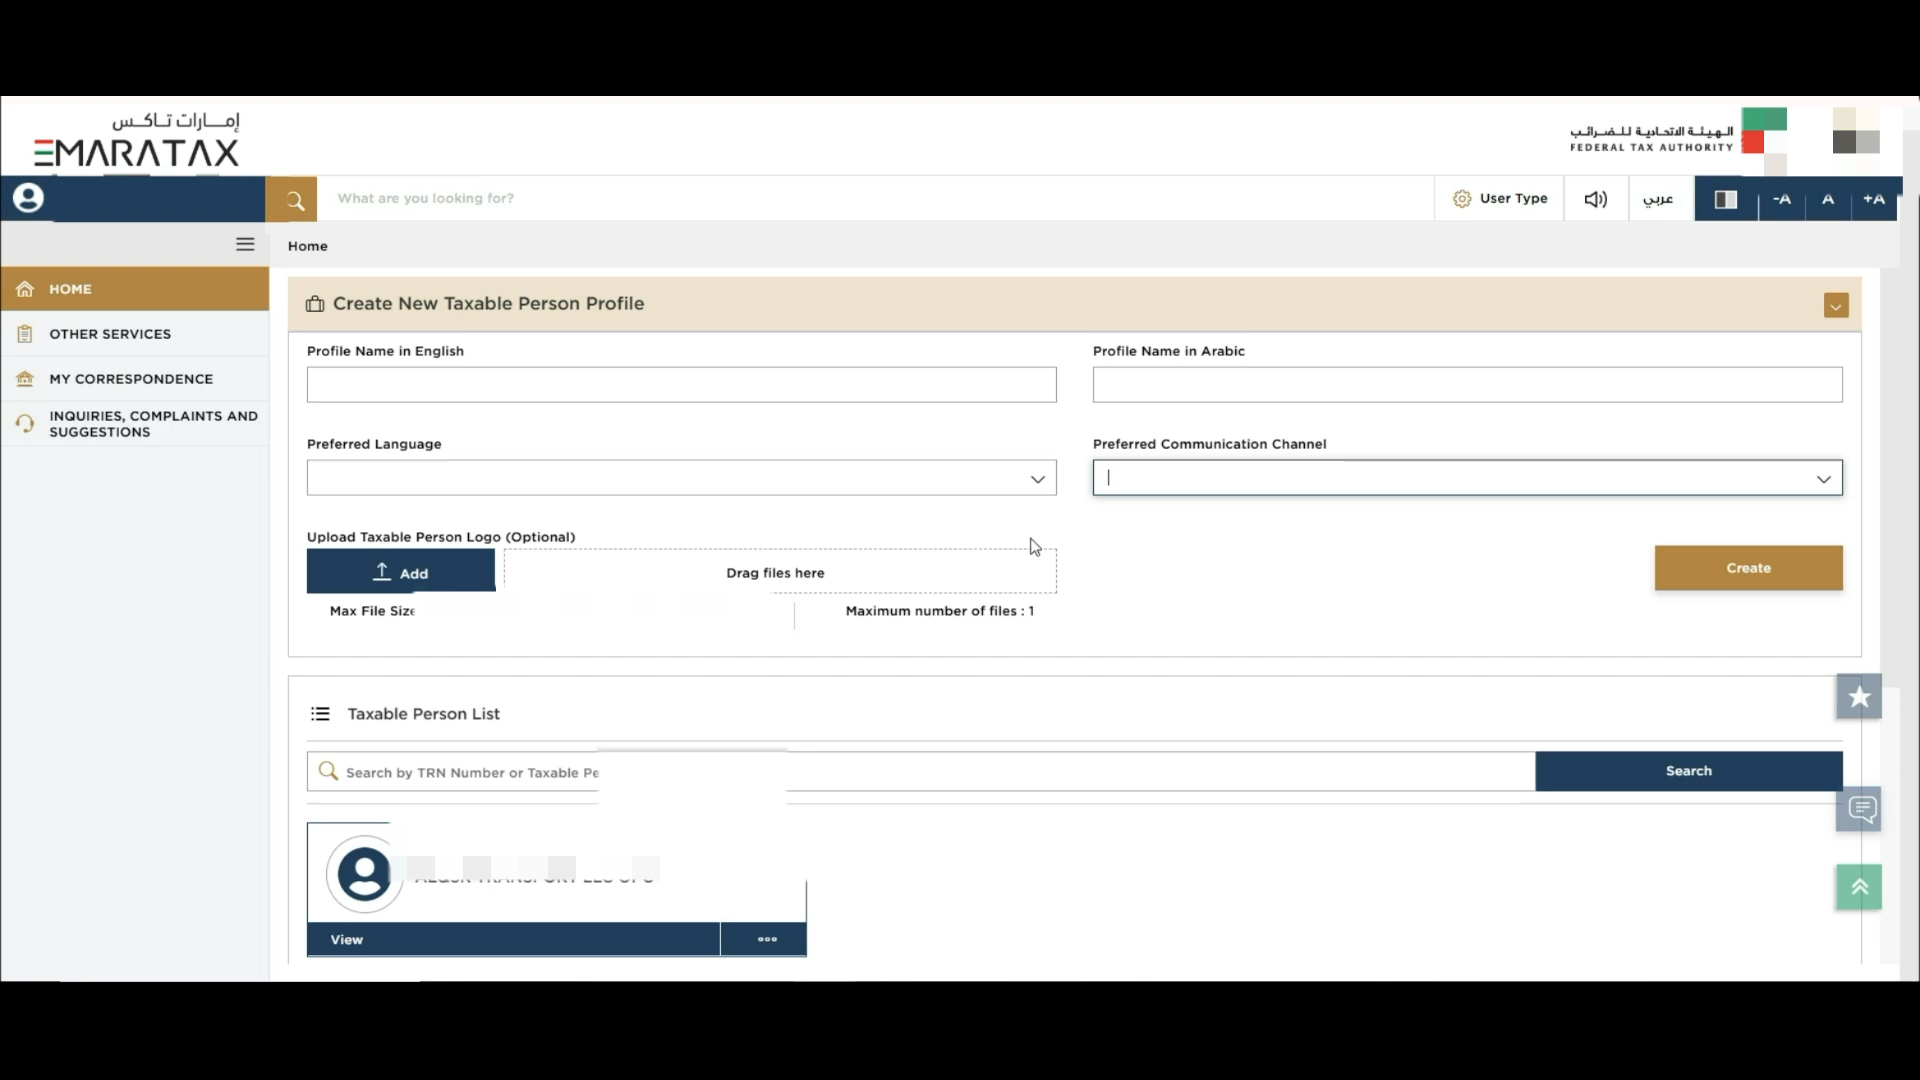 إمـــارات تـاكـس
EMARATAX
الـهيئـة الاتحـاديـة للـضـرائـب
FEDERAL TAX AUTHORITY
What are you looking for?
User Type
عربي
-A
A
+A
Home
HOME
OTHER SERVICES
MY CORRESPONDENCE
INQUIRIES, COMPLAINTS AND
SUGGESTIONS
Create New Taxable Person Profile
Profile Name in English
Profile Name in Arabic
Preferred Language
Preferred Communication Channel
Upload Taxable Person Logo (Optional)
Add
Drag files here
Create
Max File Size
Maximum number of files : 1
Taxable Person List
Search by TRN Number or Taxable Pe
Search
View